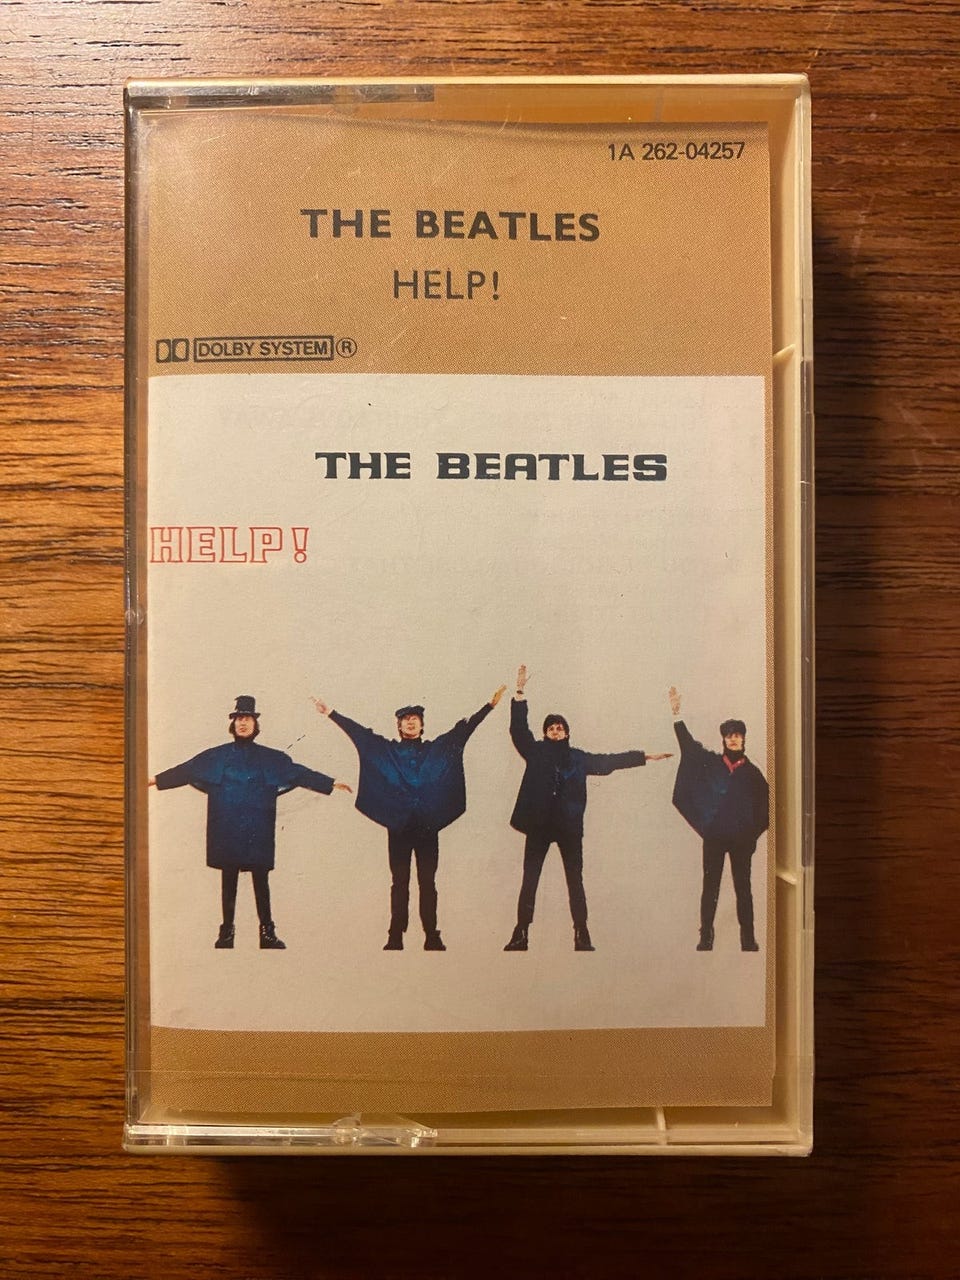 1A 262-04257
THE BEATLES
HELP!
DOLBY SYSTEM ®
THE BEATLES
HELP!